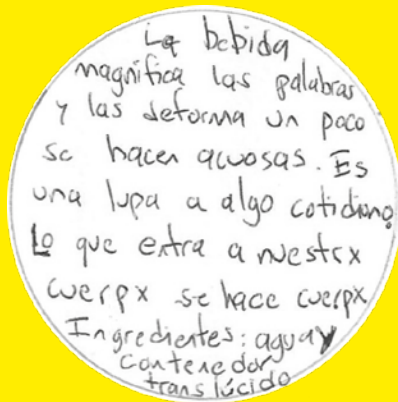 La bebida
magnifica las palabras
y las deforma un poco
se hacen acuosas. Es
una lupa a algo cotidiano
Lo que entra a nuestrx
cuerpx se hace cuerpx
Ingredientes: agua y
contenedor
translúcido